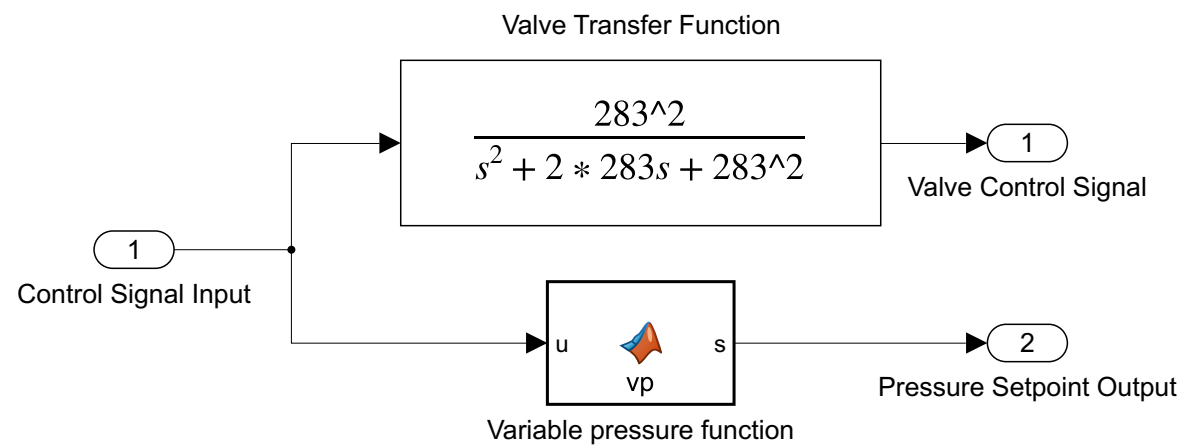 Valve Transfer Function
283^2
s² + 2 * 283s + 283^2
1
Valve Control Signal
1
Control Signal Input
u
s
vp
2
Pressure Setpoint Output
Variable pressure function